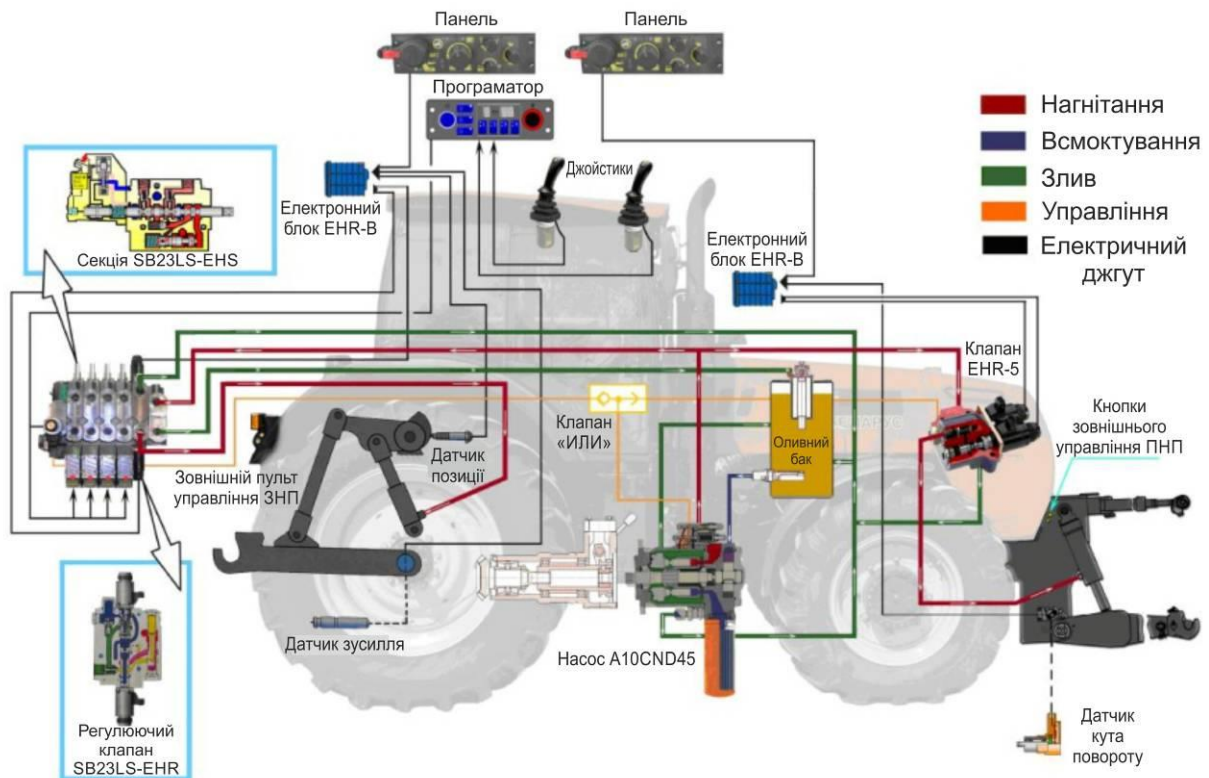 Панель
Панель
Програматор
Джойстики
Електронний
блок EHR-B
Електронний
блок EHR-B
Нагнітання
Всмоктування
Злив
Управління
Електричний
джгут
Секція SB23LS-EHS
Клапан
EHR-5
Кнопки
зовнішнього
управління ПНП
Клапан
«ИЛИ»
Оливний
бак
Датчик
позиції
Зовнішній пульт
управління ЗНП
Датчик зусилля
Насос A10CND45
Датчик
кута
повороту
Регулюючий
клапан
SB23LS-EHR